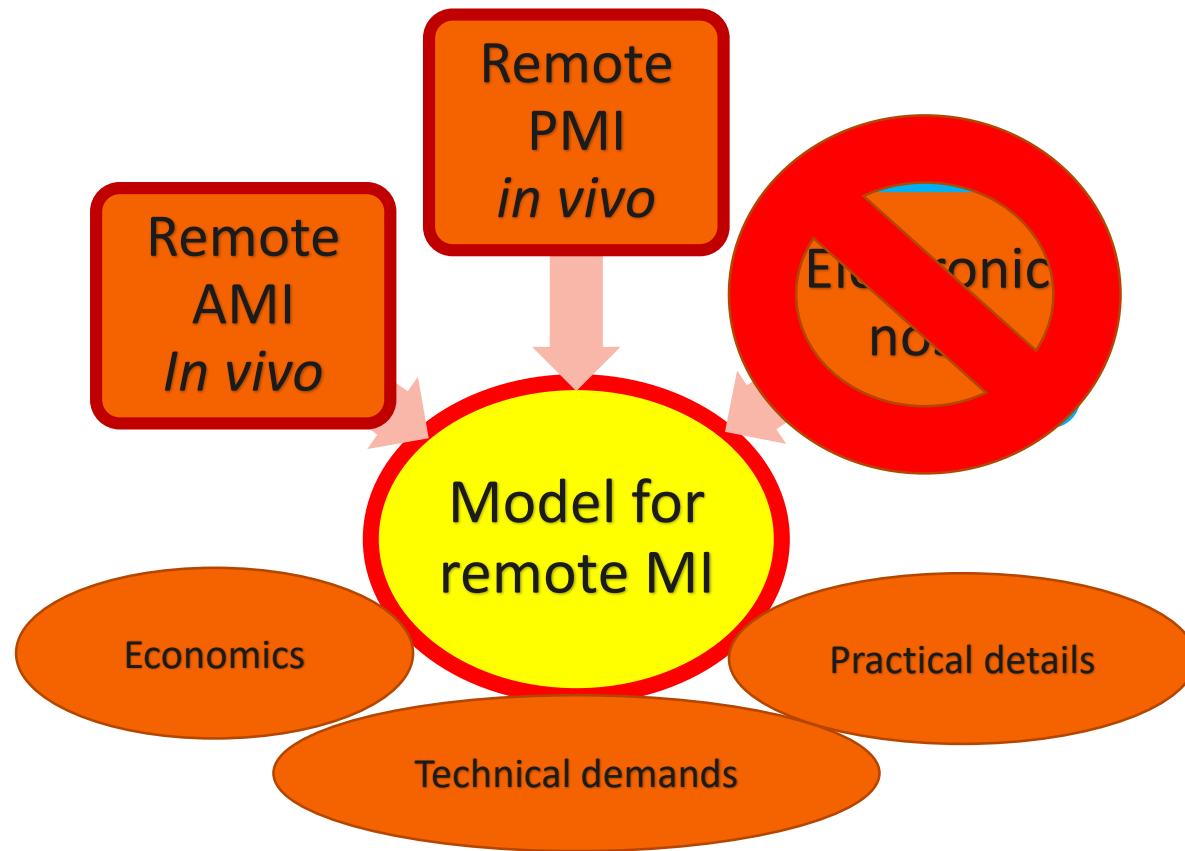 Remote
PMI
in vivo
Remote
AMI
In vivo
Model for
remote MI
Economics
Practical details
Technical demands